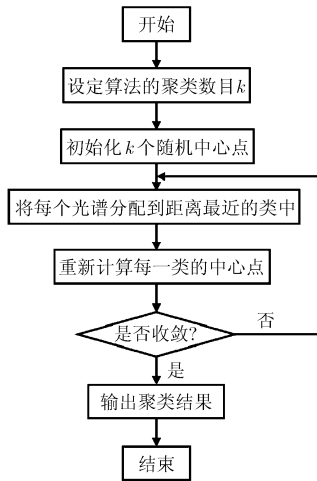 开始
设定算法的聚类数目k
初始化k个随机中心点
将每个光谱分配到距离最近的类中
重新计算每一类的中心点
是否收敛?
否
是
输出聚类结果
结束